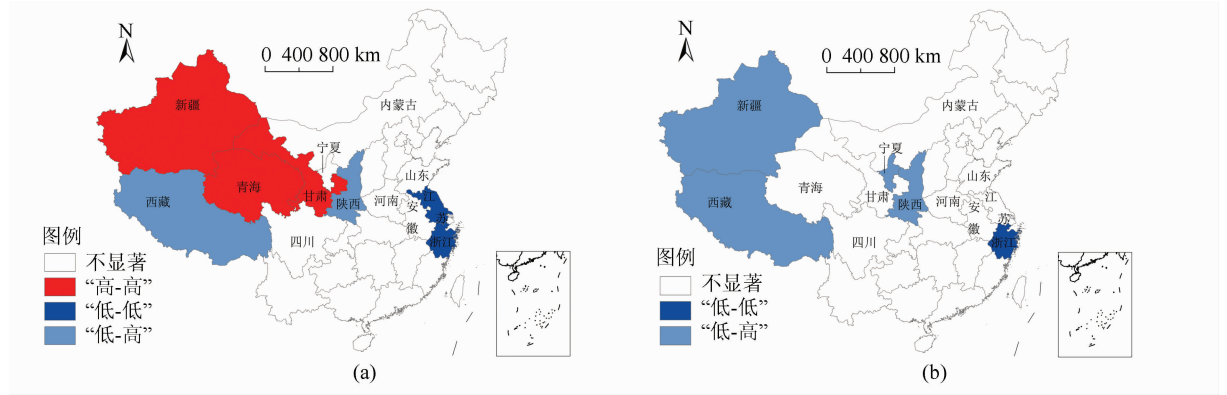 N
0 400 800 km
新疆
内蒙古
宁夏
山东
青海
甘肃
西藏
陕西
河南
江
苏
安
徽
四川
浙江
图例
不显著
“高-高”
“低-低”
“低-高”
(a)
N
0 400 800 km
新疆
内蒙古
宁夏
山东
青海
甘肃
西藏
陕西
河南
江
苏
安
徽
四川
浙江
图例
不显著
“低-低”
“低-高”
(b)